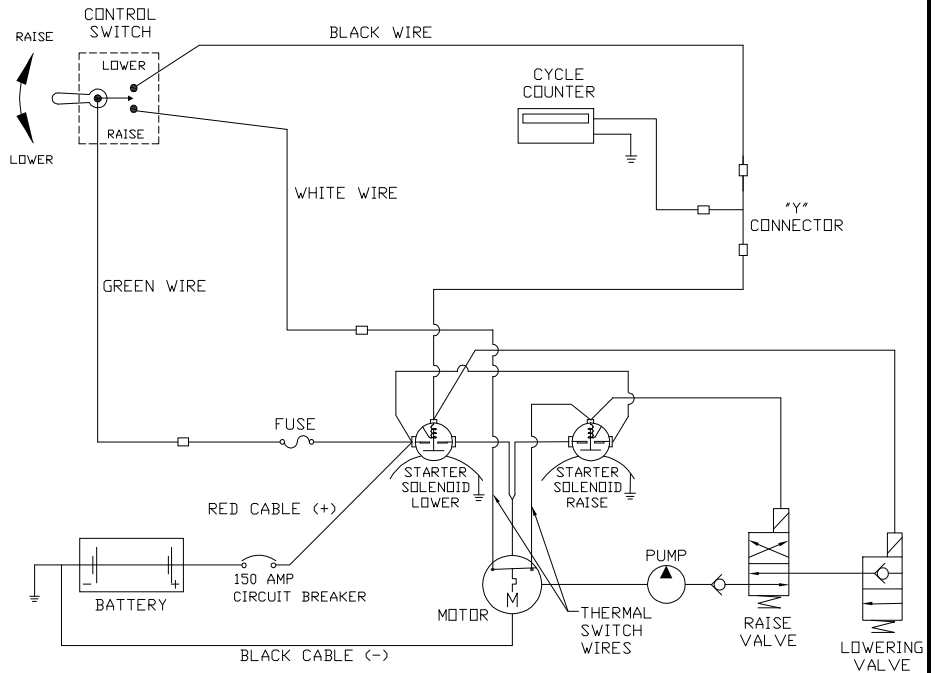 CONTROL
SWITCH
RAISE
LOWER
RAISE
LOWER
BLACK WIRE
CYCLE
COUNTER
WHITE WIRE
"Y"
CONNECTOR
GREEN WIRE
FUSE
STARTER
SOLENOID
LOWER
STARTER
SOLENOID
RAISE
RED CABLE (+)
-
+
BATTERY
150 AMP
CIRCUIT BREAKER
MOTOR
M
PUMP
THERMAL
SWITCH
WIRES
RAISE
VALVE
LOWERING
VALVE
BLACK CABLE (-)